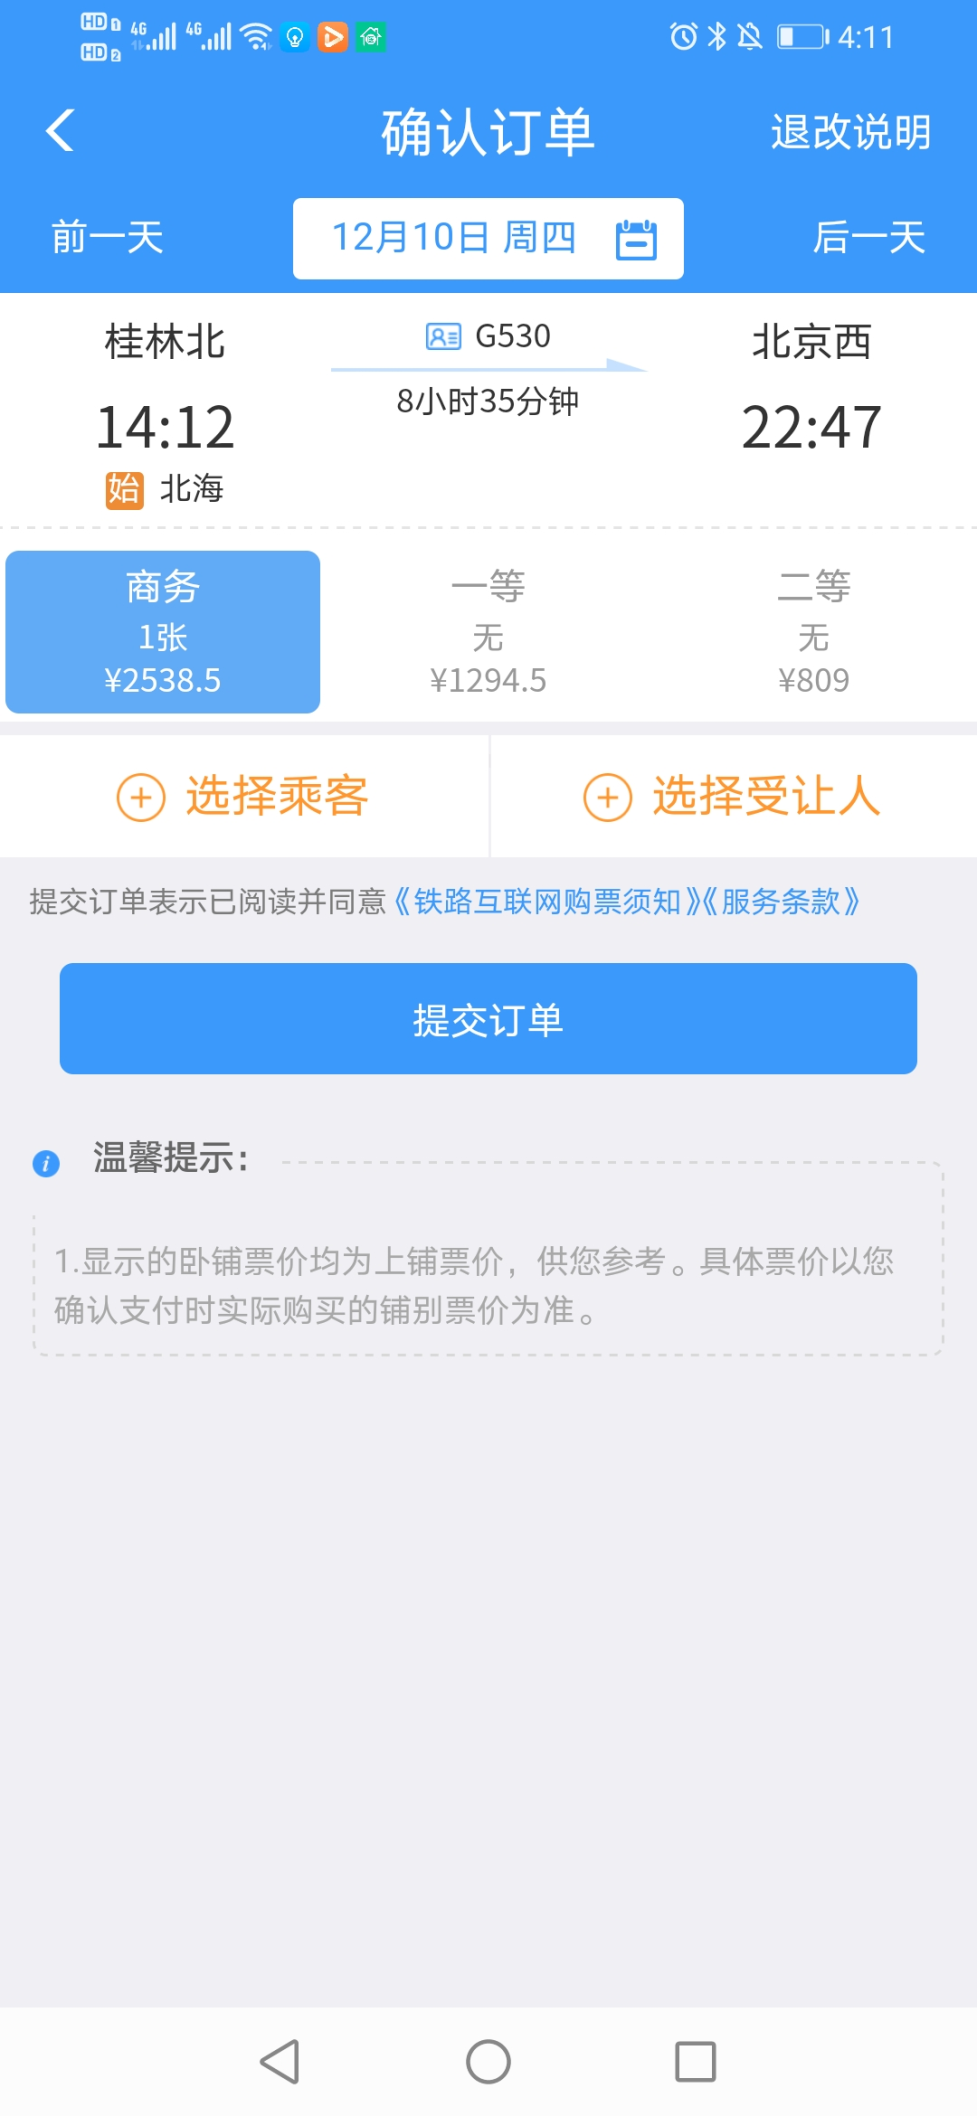 HD 1 4G 4G 4:11
HD 2
确认订单 退改说明
前一天 12月10日 周四 后一天
桂林北 G530 北京西
14:12 8小时35分钟 22:47
始 北海
商务 一等 二等
1张 无 无
¥2538.5 ¥1294.5 ¥809
选择乘客 选择受让人
提交订单表示已阅读并同意《铁路互联网购票须知》《服务条款》
提交订单
温馨提示：
1.显示的卧铺票价均为上铺票价，供您参考。具体票价以您
确认支付时实际购买的铺别票价为准。